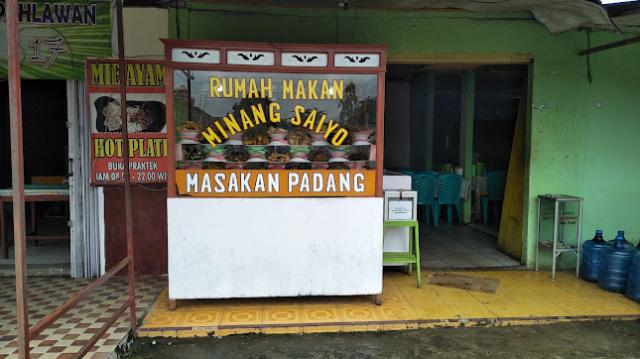 HLAWAN
17
MIE AYAM
HOT PLATE
BUKA PRAKTEK
JAM 08.00 - 22.00 WI
RUMAH MAKAN
MINANG SAIYO
MASAKAN PADANG